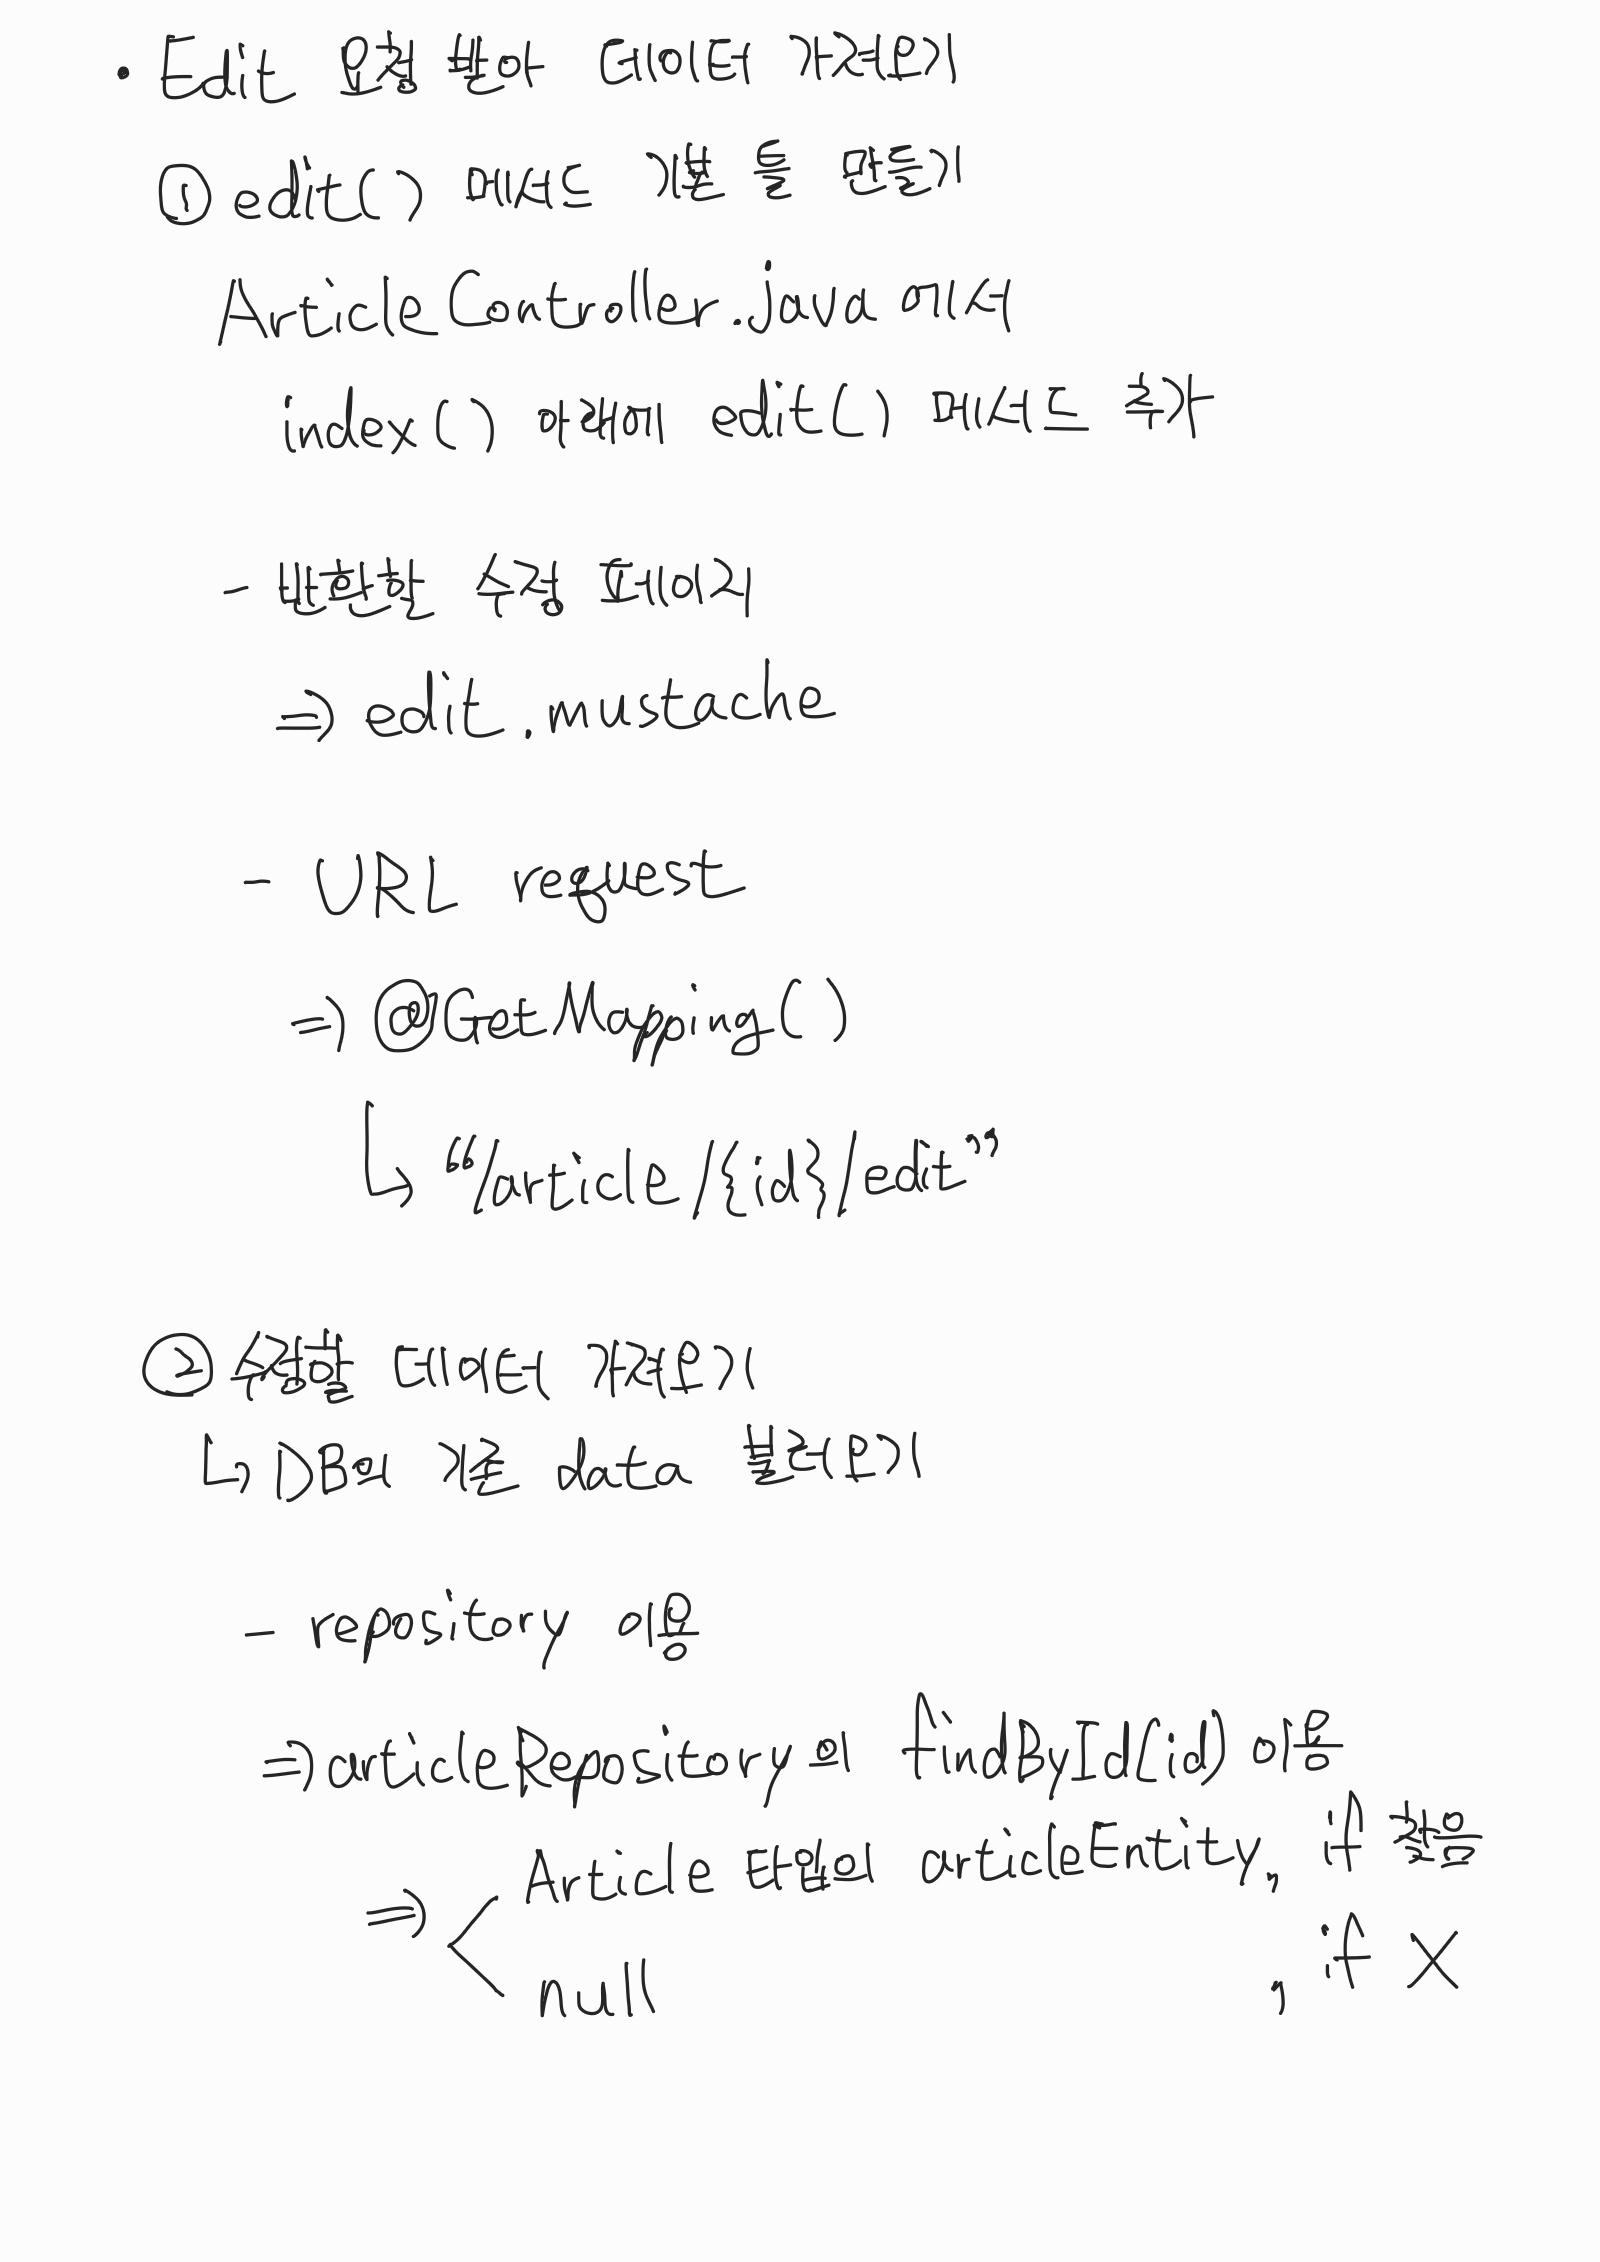 • Edit 요청 받아 데이터 가져오기
① edit() 메서드 기본 틀 만들기
ArticleController.java 에서
index() 아래에 edit() 메서드 추가
- 반환할 수정 페이지
⇒ edit.mustache
- URL request
⇒ @GetMapping()
↳ “/article/{id}/edit”
② 수정할 데이터 가져오기
↳ DB의 기존 data 불러오기
- repository 이용
⇒ articleRepository의 findById(id) 이용
⇒ < Article 타입의 articleEntity, if 찾음
null , if X